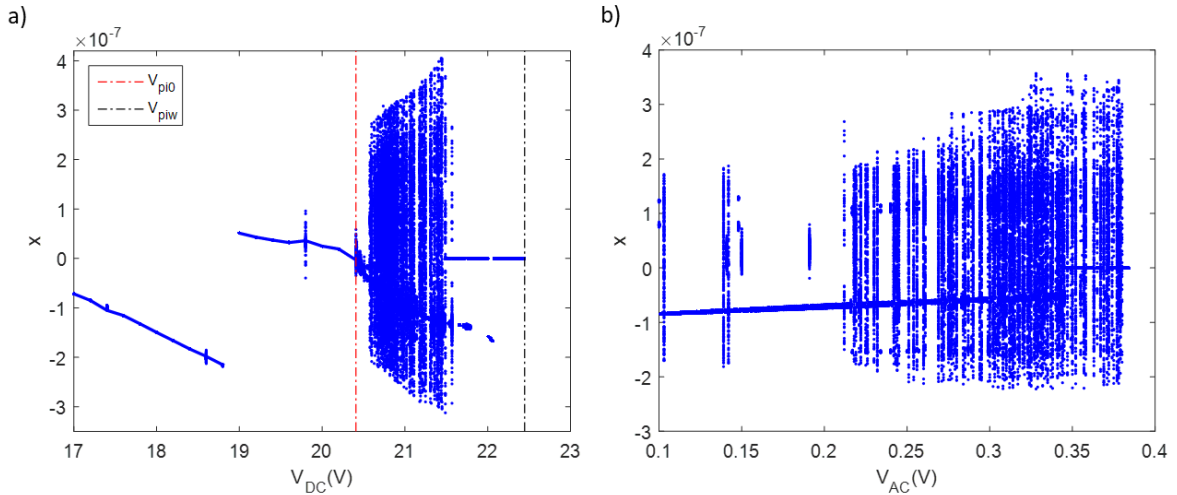 a)
×10⁻⁷
4
3
2
1
0
-1
-2
-3
x
V_pi0
V_piw
17 18 19 20 21 22 23
V_DC(V)
b)
×10⁻⁷
4
3
2
1
0
-1
-2
-3
x
0.1 0.15 0.2 0.25 0.3 0.35 0.4
V_AC(V)